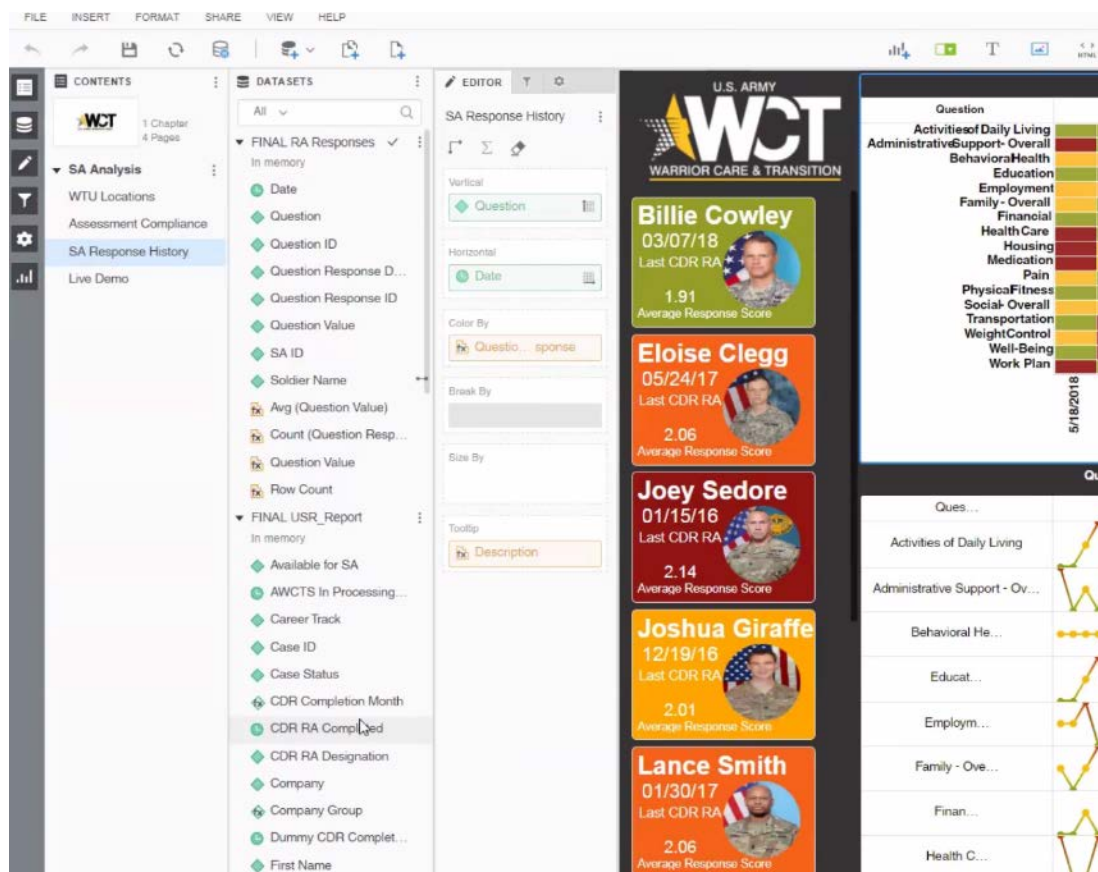 FILE INSERT FORMAT SHARE VIEW HELP
HTML
CONTENTS
WCT
1 Chapter
4 Pages
SA Analysis
WTU Locations
Assessment Compliance
SA Response History
Live Demo
DATASETS
All
FINAL RA Responses
In memory
Date
Question
Question ID
Question Response D...
Question Response ID
Question Value
SA ID
Soldier Name
fx Avg (Question Value)
fx Count (Question Resp...
fx Question Value
fx Row Count
FINAL USR_Report
In memory
Available for SA
AWCTS In Processing...
Career Track
Case ID
Case Status
CDR Completion Month
CDR RA Completed
CDR RA Designation
Company
Company Group
Dummy CDR Complet...
First Name
EDITOR
SA Response History
Vertical
Question
Horizontal
Date
Color By
fx Questio... sponse
Break By
Size By
Tooltip
fx Description
U.S. ARMY
WCT
WARRIOR CARE & TRANSITION
Billie Cowley
03/07/18
Last CDR RA
1.91
Average Response Score
Eloise Clegg
05/24/17
Last CDR RA
2.06
Average Response Score
Joey Sedore
01/15/16
Last CDR RA
2.14
Average Response Score
Joshua Giraffe
12/19/16
Last CDR RA
2.01
Average Response Score
Lance Smith
01/30/17
Last CDR RA
2.06
Average Response Score
Question
Activities of Daily Living
Administrative Support - Overall
Behavioral Health
Education
Employment
Family - Overall
Financial
Health Care
Housing
Medication
Pain
Physical Fitness
Social - Overall
Transportation
Weight Control
Well-Being
Work Plan
5/18/2018
Qu
Ques...
Activities of Daily Living
Administrative Support - Ov...
Behavioral He...
Educat...
Employm...
Family - Ove...
Finan...
Health C...